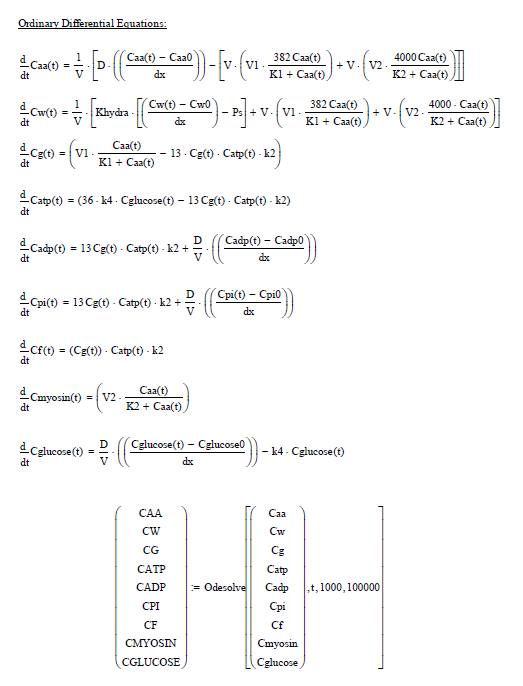 Ordinary Differential Equations:
d/dt Caa(t) = 1/V · [D · ((Caa(t) − Caa0)/dx) − [V · (V1 · 382 Caa(t)/(K1 + Caa(t))) + V · (V2 · 4000 Caa(t)/(K2 + Caa(t)))]]
d/dt Cw(t) = 1/V · [Khydra · [((Cw(t) − Cw0)/dx) − Ps] + V · (V1 · 382 Caa(t)/(K1 + Caa(t))) + V · (V2 · 4000 · Caa(t)/(K2 + Caa(t)))]
d/dt Cg(t) = (V1 · Caa(t)/(K1 + Caa(t)) − 13 · Cg(t) · Catp(t) · k2)
d/dt Catp(t) = (36 · k4 · Cglucose(t) − 13 Cg(t) · Catp(t) · k2)
d/dt Cadp(t) = 13 Cg(t) · Catp(t) · k2 + D/V · ((Cadp(t) − Cadp0)/dx)
d/dt Cpi(t) = 13 Cg(t) · Catp(t) · k2 + D/V · ((Cpi(t) − Cpi0)/dx)
d/dt Cf(t) = (Cg(t)) · Catp(t) · k2
d/dt Cmyosin(t) = (V2 · Caa(t)/(K2 + Caa(t)))
d/dt Cglucose(t) = D/V · ((Cglucose(t) − Cglucose0)/dx) − k4 · Cglucose(t)
CAA Caa
CW Cw
CG Cg
CATP Catp
CADP := Odesolve Cadp ,t,1000,100000
CPI Cpi
CF Cf
CMYOSIN Cmyosin
CGLUCOSE Cglucose